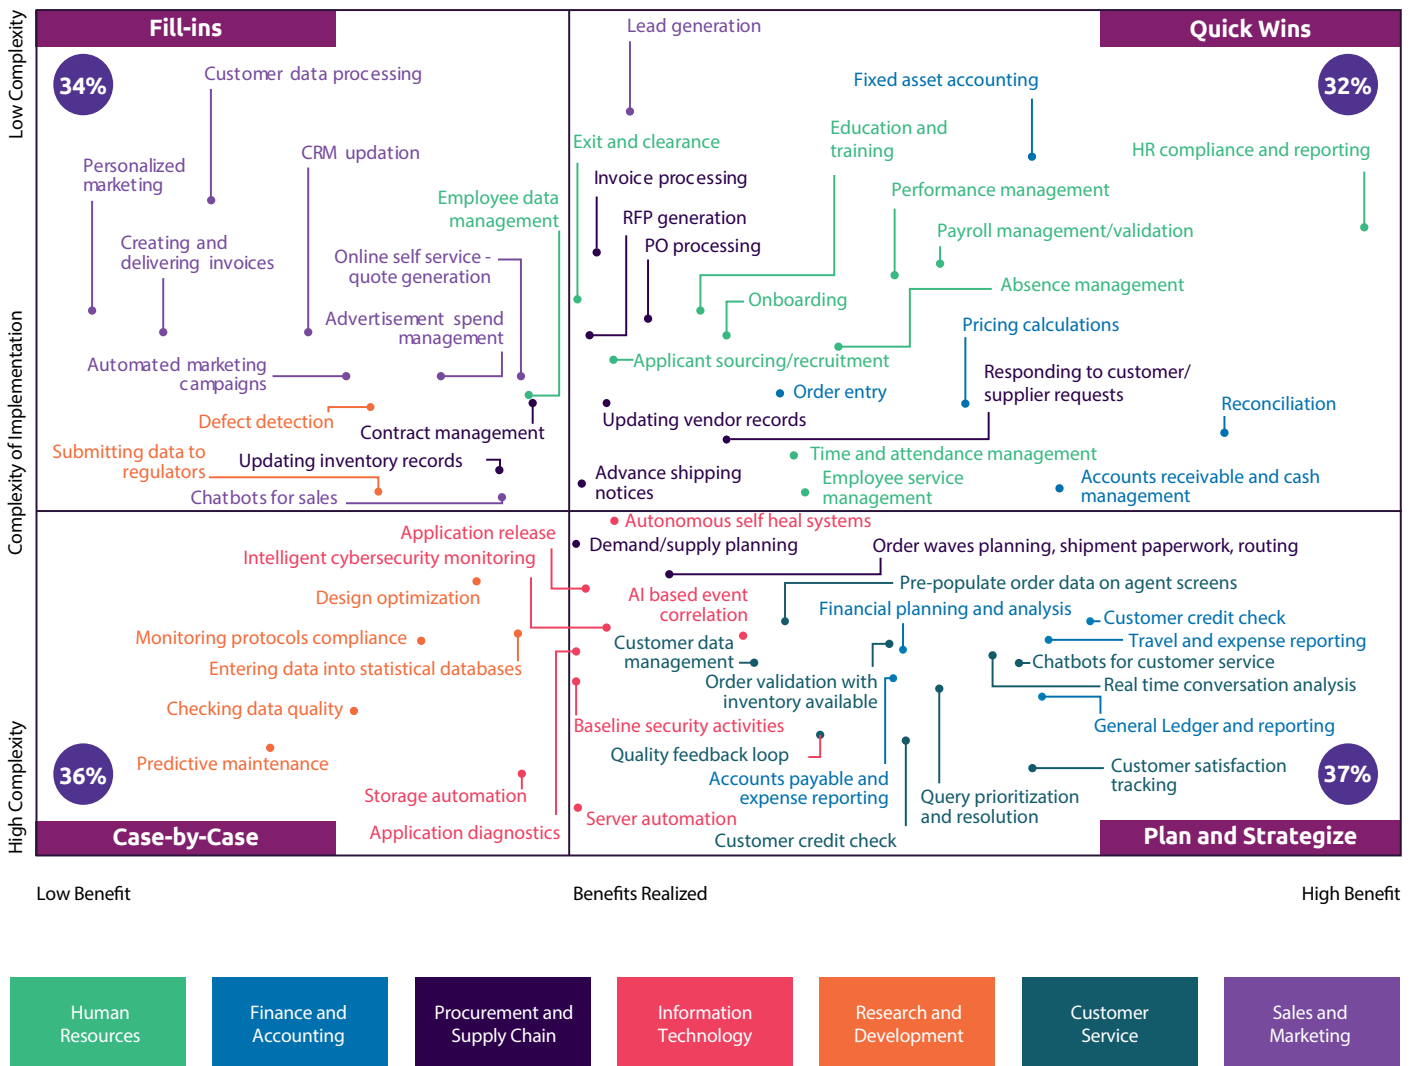 Low Complexity
Complexity of Implementation
High Complexity
Fill-ins
34%
Customer data processing
Personalized
marketing
CRM updation
Creating and
delivering invoices
Employee data
management
Online self service -
quote generation
Advertisement spend
management
Automated marketing
campaigns
Defect detection
Contract management
Submitting data to
regulators
Updating inventory records
Chatbots for sales
Quick Wins
32%
Lead generation
Fixed asset accounting
Exit and clearance
Education and
training
HR compliance and reporting
Invoice processing
Performance management
RFP generation
PO processing
Payroll management/validation
Absence management
Onboarding
Pricing calculations
Applicant sourcing/recruitment
Responding to customer/
supplier requests
Order entry
Reconciliation
Updating vendor records
Time and attendance management
Advance shipping
notices
Employee service
management
Accounts receivable and cash
management
Application release
Intelligent cybersecurity monitoring
Design optimization
Monitoring protocols compliance
Entering data into statistical databases
Checking data quality
Predictive maintenance
Storage automation
Application diagnostics
36%
Case-by-Case
Autonomous self heal systems
Demand/supply planning
Order waves planning, shipment paperwork, routing
Pre-populate order data on agent screens
AI based event
correlation
Financial planning and analysis
Customer credit check
Travel and expense reporting
Customer data
management
Chatbots for customer service
Order validation with
inventory available
Real time conversation analysis
Baseline security activities
General Ledger and reporting
Quality feedback loop
Accounts payable and
expense reporting
Customer satisfaction
tracking
Query prioritization
and resolution
Server automation
Customer credit check
37%
Plan and Strategize
Low Benefit
Benefits Realized
High Benefit
Human
Resources
Finance and
Accounting
Procurement and
Supply Chain
Information
Technology
Research and
Development
Customer
Service
Sales and
Marketing